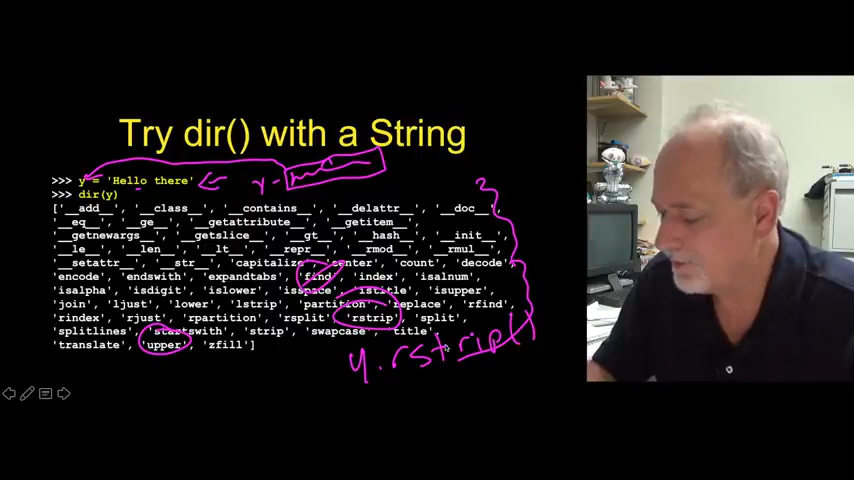 Try dir() with a String
>>> y = 'Hello there'
y -
>>> dir(y)
['__add__', '__class__', '__contains__', '__delattr__', '__doc__',
'__eq__', '__ge__', '__getattribute__', '__getitem__',
'__getnewargs__', '__getslice__', '__gt__', '__hash__', '__init__',
'__le__', '__len__', '__lt__', '__repr__', '__rmod__', '__rmul__',
'__setattr__', '__str__', 'capitalize', 'center', 'count', 'decode',
'encode', 'endswith', 'expandtabs', 'find', 'index', 'isalnum',
'isalpha', 'isdigit', 'islower', 'isspace', 'istitle', 'isupper',
'join', 'ljust', 'lower', 'lstrip', 'partition', 'replace', 'rfind',
'rindex', 'rjust', 'rpartition', 'rsplit', 'rstrip', 'split',
'splitlines', 'startswith', 'strip', 'swapcase', 'title',
'translate', 'upper', 'zfill']
y.rstrip()